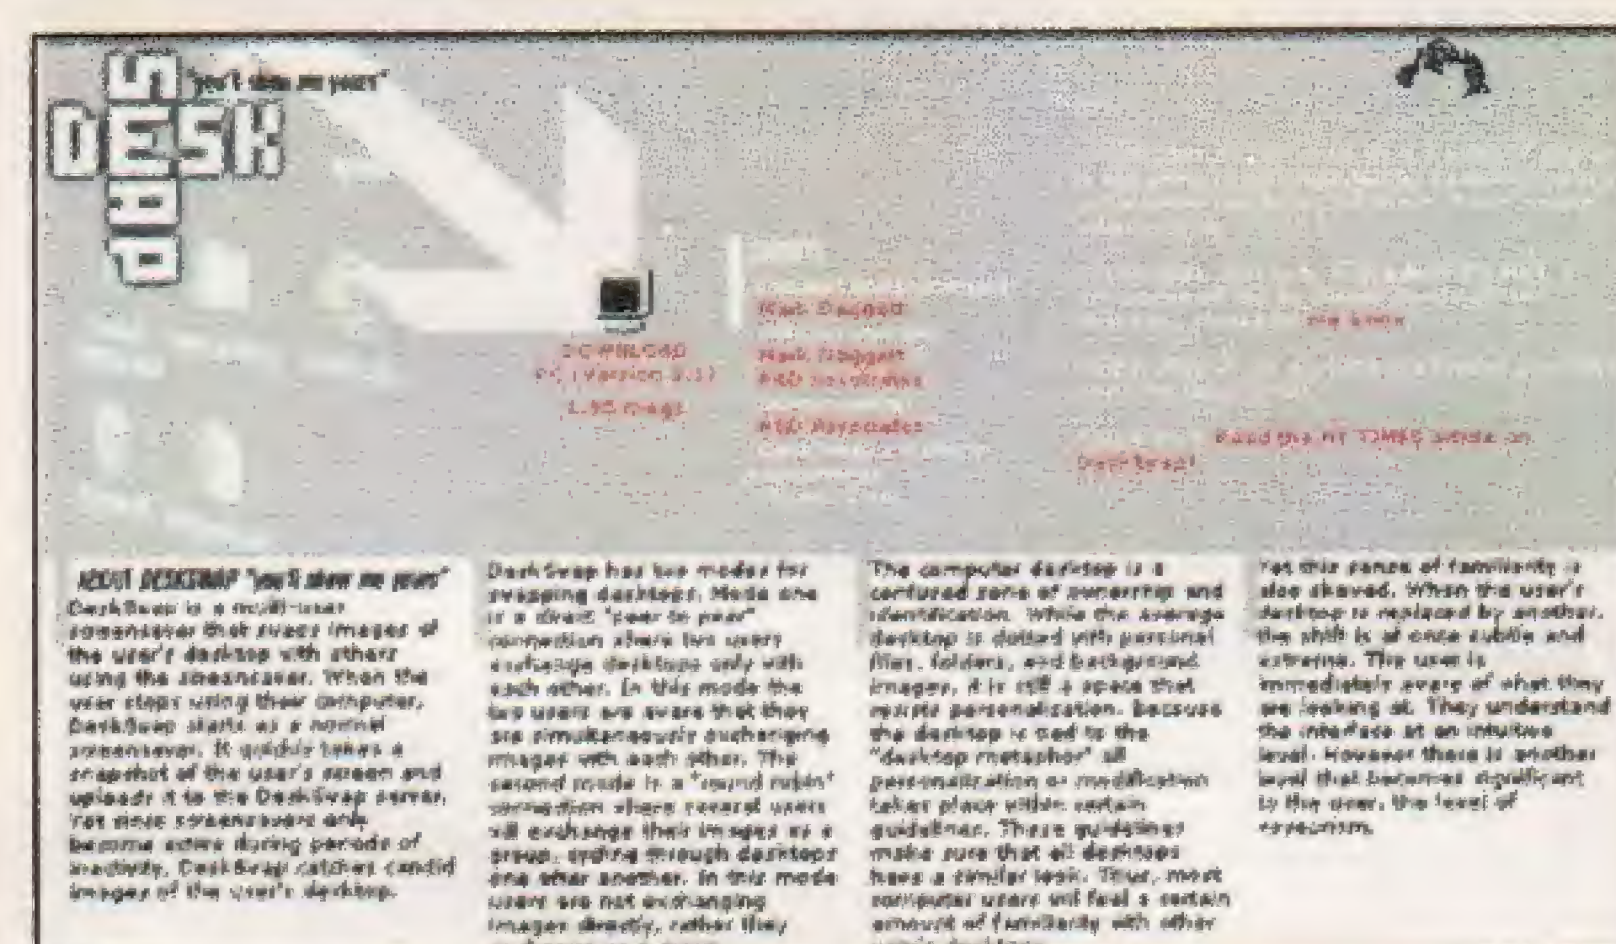 SWAP
DESK
"you'll show me yours"
DOWNLOAD
PC (Version 2.1)
Mark Daggett
R&D Associates
Read the NY TIMES article on
DeskSwap!
ABOUT DESKSWAP "you'll show me yours"
DeskSwap is a multi-user
screensaver that swaps images of
the user's desktop with others
using the screensaver. When the
user stops using their computer,
DeskSwap starts as a normal
screensaver. It quickly takes a
snapshot of the user's screen and
uploads it to the DeskSwap server.
Yet since screensavers only
become active during periods of
inactivity, DeskSwap catches candid
images of the user's desktop.
DeskSwap has two modes for
swapping desktops. Mode one
is a direct "peer to peer"
connection where two users
exchange desktops only with
each other. In this mode the
two users are aware that they
are simultaneously exchanging
images with each other. The
second mode is a "round robin"
connection where several users
will exchange their images as a
group, cycling through desktops
one after another. In this mode
users are not exchanging
images directly, rather they
The computer desktop is a
confused zone of ownership and
identification. While the average
desktop is dotted with personal
files, folders, and background
images, it is still a space that
resists personalization. Because
the desktop is tied to the
"desktop metaphor" all
personalization or modification
takes place within certain
guidelines. These guidelines
make sure that all desktops
have a similar look. Thus, most
computer users will feel a certain
amount of familiarity with other
Yet this sense of familiarity is
also skewed. When the user's
desktop is replaced by another,
the shift is at once subtle and
extreme. The user is
immediately aware of what they
are looking at. They understand
the interface at an intuitive
level. However there is another
level that becomes significant
to the user, the level of
voyeurism.